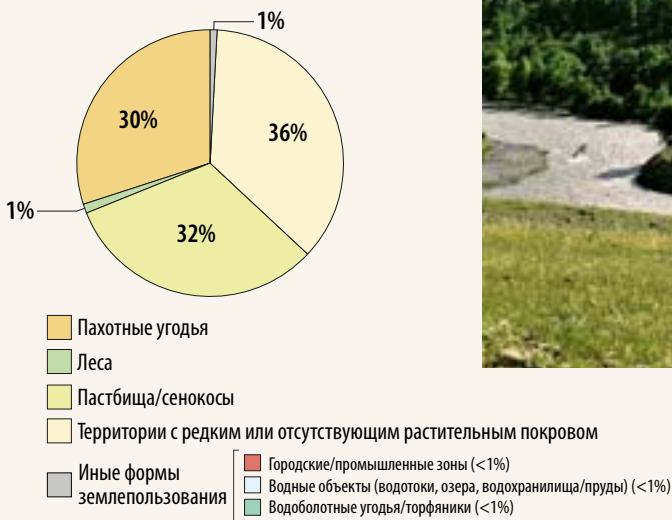 1%
30%
36%
1%
32%
Пахотные угодья
Леса
Пастбища/сенокосы
Территории с редким или отсутствующим растительным покровом
Иные формы
землепользования
Городские/промышленные зоны (<1%)
Водные объекты (водотоки, озера, водохранилища/пруды) (<1%)
Водоболотные угодья/торфяники (<1%)